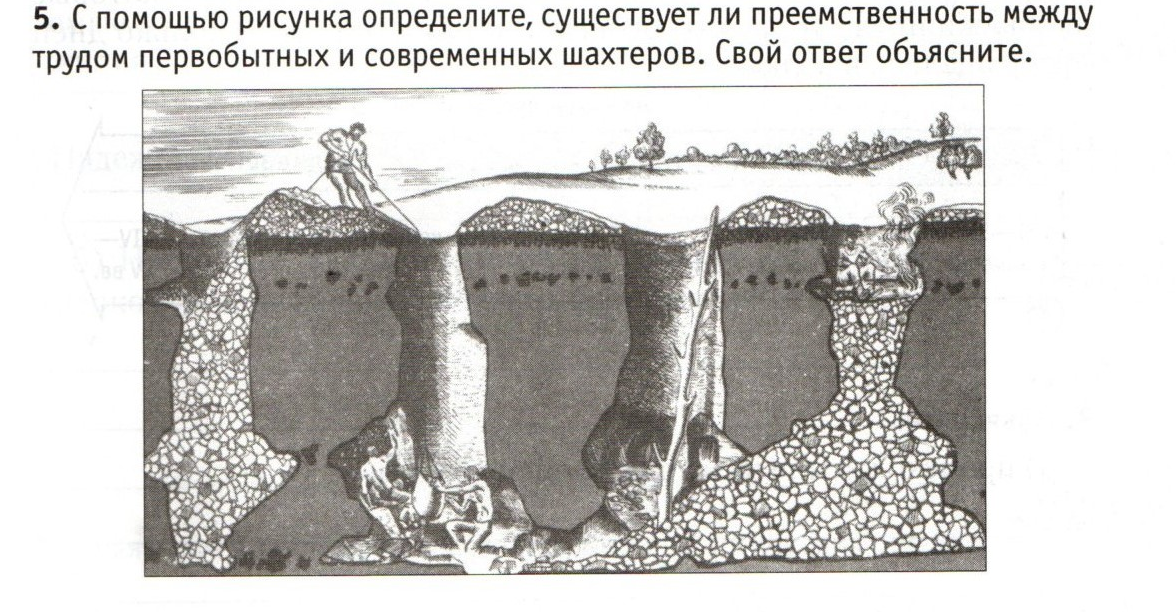 5. С помощью рисунка определите, существует ли преемственность между
трудом первобытных и современных шахтеров. Свой ответ объясните.